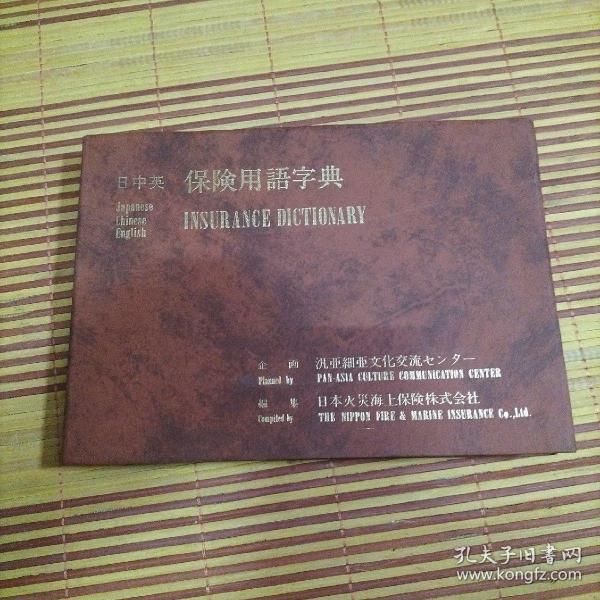 日中英 保険用語字典
Japanese
Chinese
English
INSURANCE DICTIONARY
企画 汎亜細亜文化交流センター
Planned by PAN-ASIA CULTURE COMMUNICATION CENTER
編集 日本火災海上保険株式会社
Compiled by THE NIPPON FIRE & MARINE INSURANCE Co.,Ltd.
孔夫子旧书网
www.kongfz.com